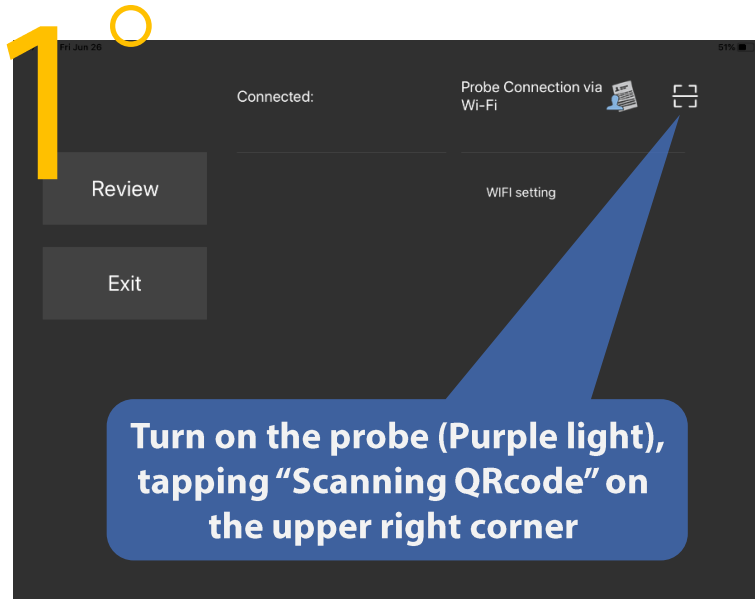 1°
Fri Jun 26
51%
Connected:
Probe Connection via
Wi-Fi
Review
WIFI setting
Exit
Turn on the probe (Purple light),
tapping “Scanning QRcode” on
the upper right corner